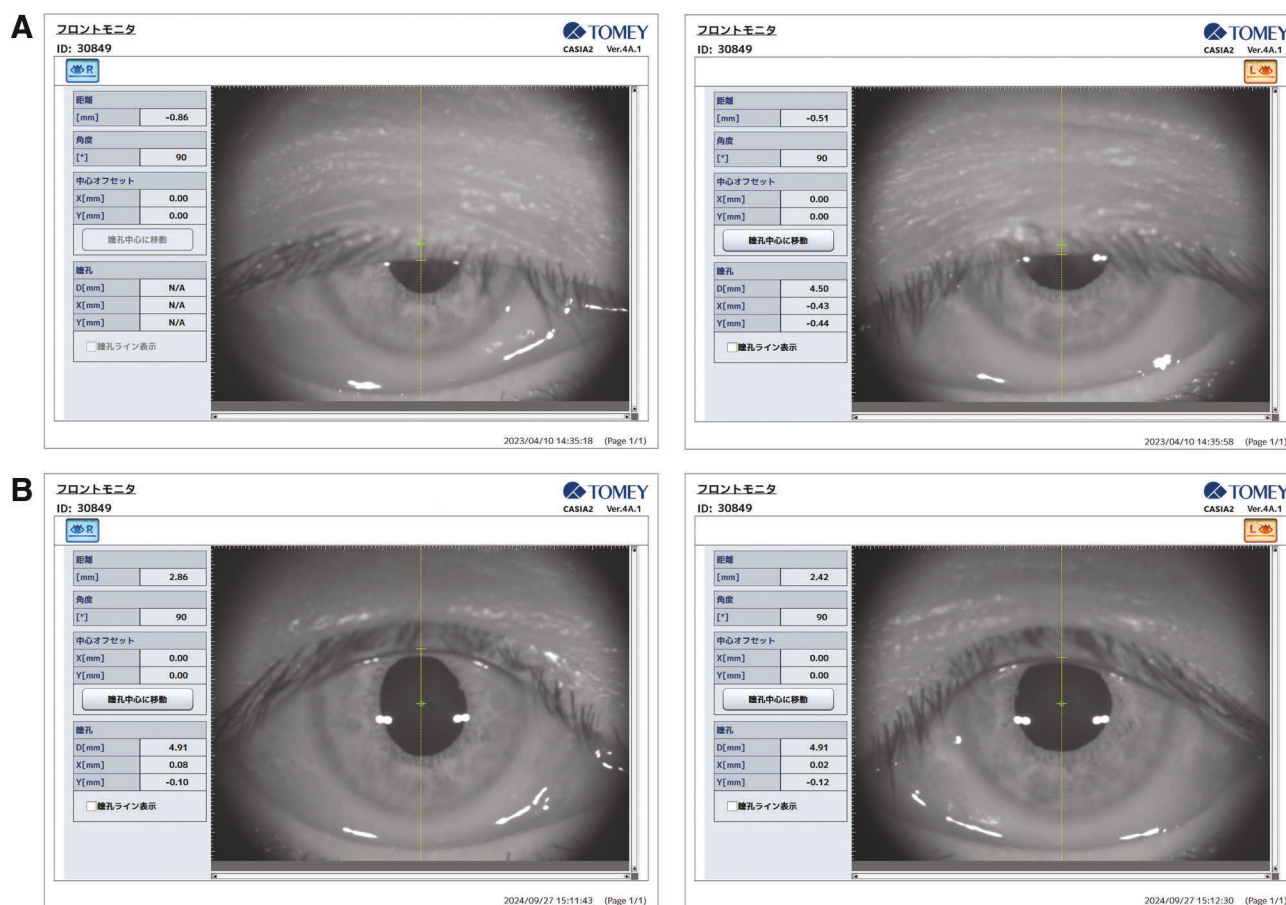 A
フロントモニタ
TOMEY
ID: 30849
CASIA2 Ver.4A.1
R
距離
[mm] -0.86
角度
[°] 90
中心オフセット
X[mm] 0.00
Y[mm] 0.00
瞳孔中心に移動
瞳孔
D[mm] N/A
X[mm] N/A
Y[mm] N/A
瞳孔ライン表示
2023/04/10 14:35:18 (Page 1/1)
フロントモニタ
TOMEY
ID: 30849
CASIA2 Ver.4A.1
L
距離
[mm] -0.51
角度
[°] 90
中心オフセット
X[mm] 0.00
Y[mm] 0.00
瞳孔中心に移動
瞳孔
D[mm] 4.50
X[mm] -0.43
Y[mm] -0.44
瞳孔ライン表示
2023/04/10 14:35:58 (Page 1/1)
B
フロントモニタ
TOMEY
ID: 30849
CASIA2 Ver.4A.1
R
距離
[mm] 2.86
角度
[°] 90
中心オフセット
X[mm] 0.00
Y[mm] 0.00
瞳孔中心に移動
瞳孔
D[mm] 4.91
X[mm] 0.08
Y[mm] -0.10
瞳孔ライン表示
2024/09/27 15:11:43 (Page 1/1)
フロントモニタ
TOMEY
ID: 30849
CASIA2 Ver.4A.1
L
距離
[mm] 2.42
角度
[°] 90
中心オフセット
X[mm] 0.00
Y[mm] 0.00
瞳孔中心に移動
瞳孔
D[mm] 4.91
X[mm] 0.02
Y[mm] -0.12
瞳孔ライン表示
2024/09/27 15:12:30 (Page 1/1)